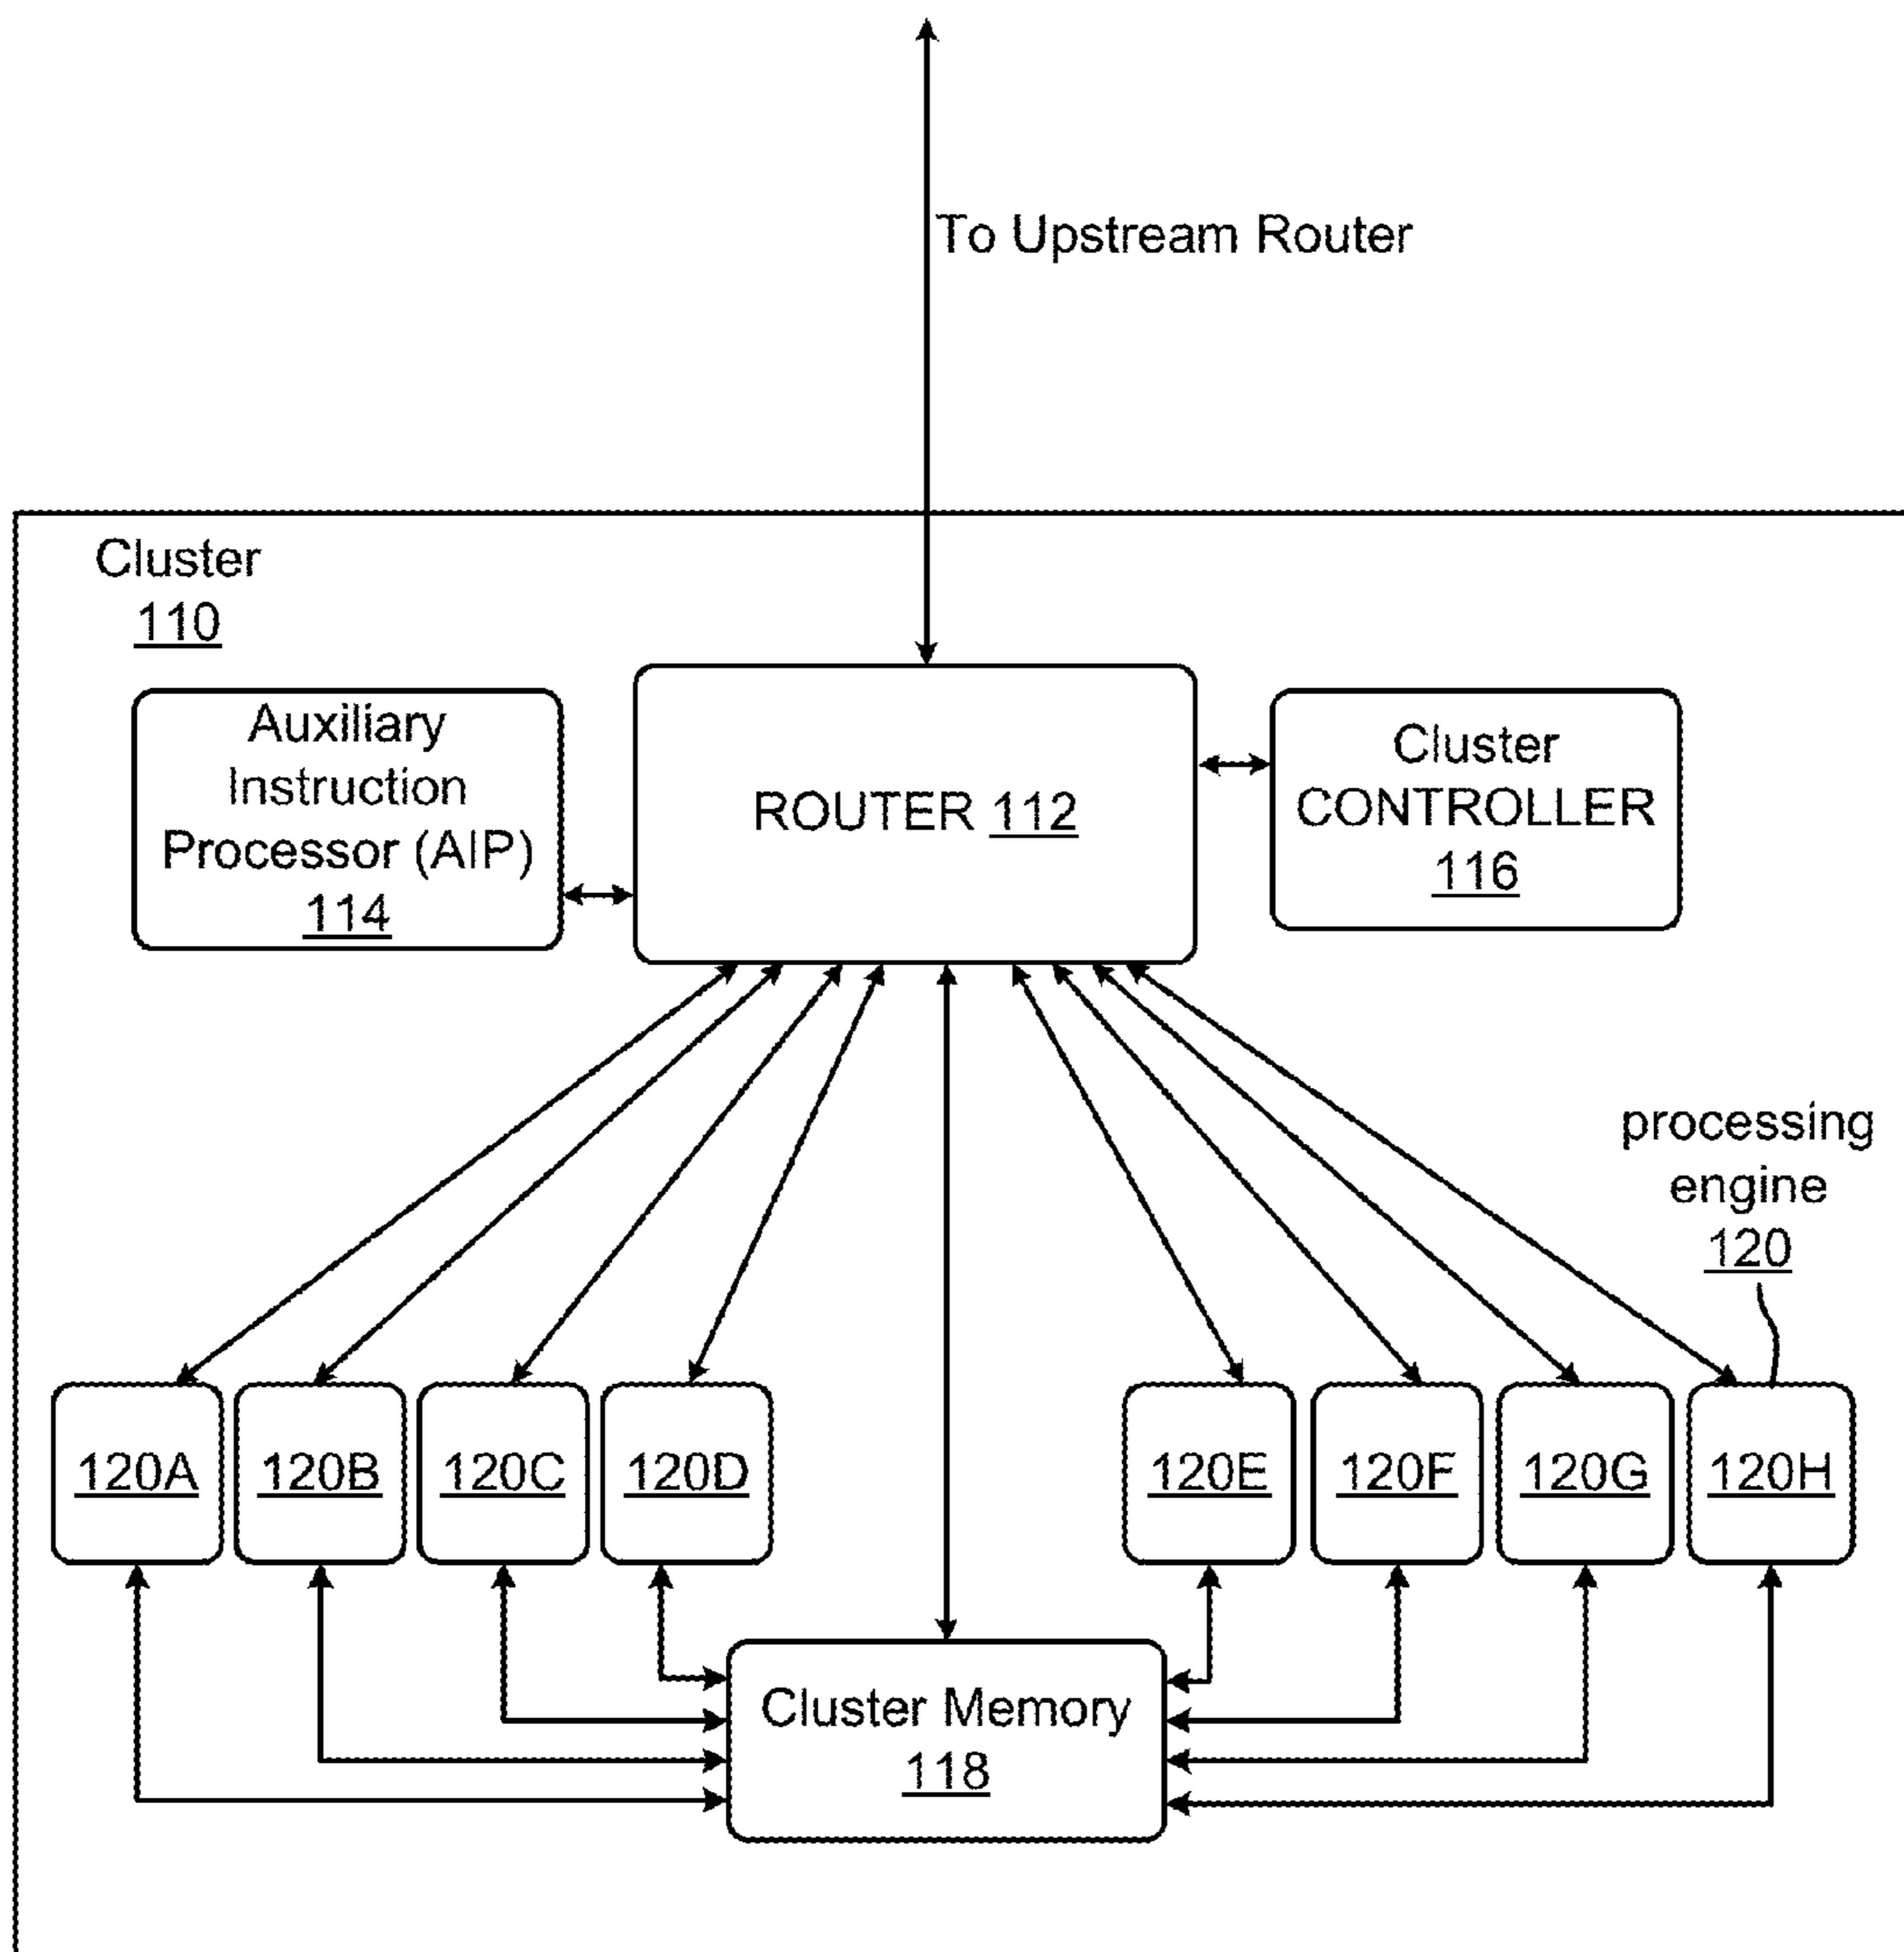 To Upstream Router
Cluster
110
Auxiliary
Instruction
Processor (AIP)
114
ROUTER 112
Cluster
CONTROLLER
116
processing
engine
120
120A
120B
120C
120D
120E
120F
120G
120H
Cluster Memory
118